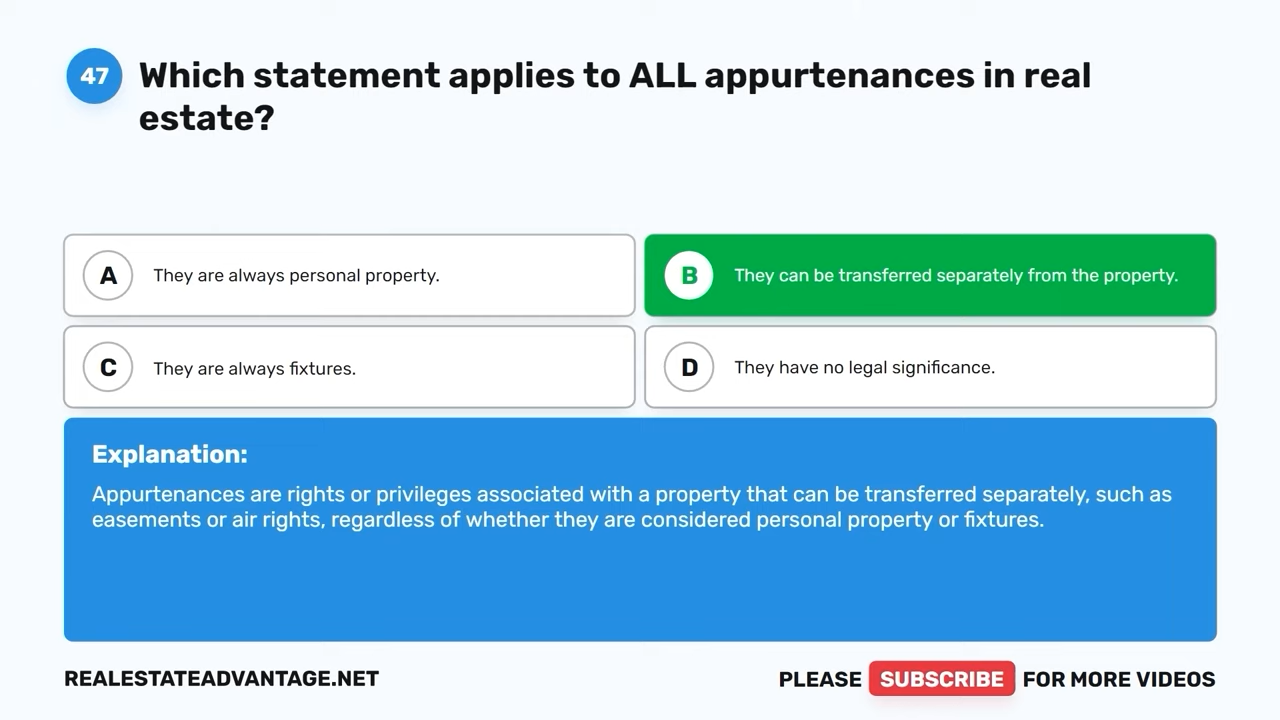 47
Which statement applies to ALL appurtenances in real
estate?
A They are always personal property.
B They can be transferred separately from the property.
C They are always fixtures.
D They have no legal significance.
Explanation:
Appurtenances are rights or privileges associated with a property that can be transferred separately, such as
easements or air rights, regardless of whether they are considered personal property or fixtures.
REALESTATEADVANTAGE.NET
PLEASE SUBSCRIBE FOR MORE VIDEOS